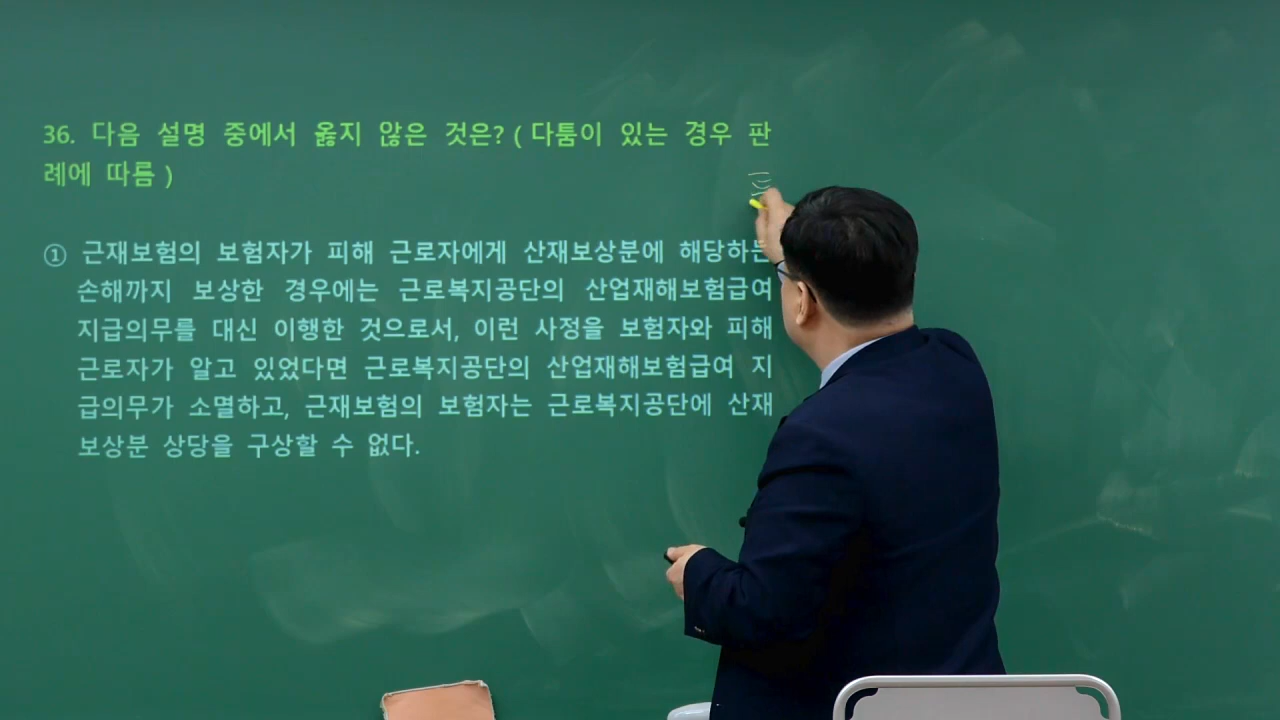 36. 다음 설명 중에서 옳지 않은 것은? ( 다툼이 있는 경우 판
례에 따름 )
① 근재보험의 보험자가 피해 근로자에게 산재보상분에 해당하는
손해까지 보상한 경우에는 근로복지공단의 산업재해보험급여
지급의무를 대신 이행한 것으로서, 이런 사정을 보험자와 피해
근로자가 알고 있었다면 근로복지공단의 산업재해보험급여 지
급의무가 소멸하고, 근재보험의 보험자는 근로복지공단에 산재
보상분 상당을 구상할 수 없다.